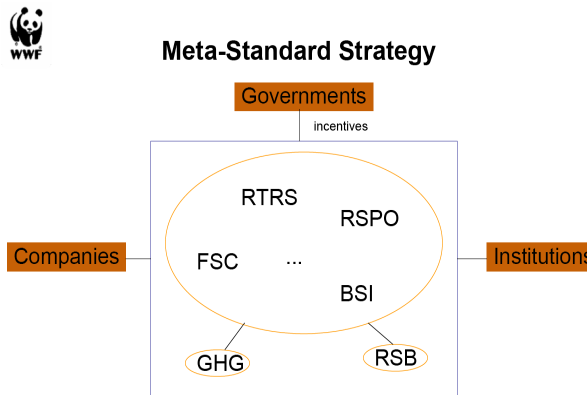 WWF
Meta-Standard Strategy
Governments
incentives
RTRS
RSPO
Companies
FSC
...
Institutions
BSI
GHG
RSB